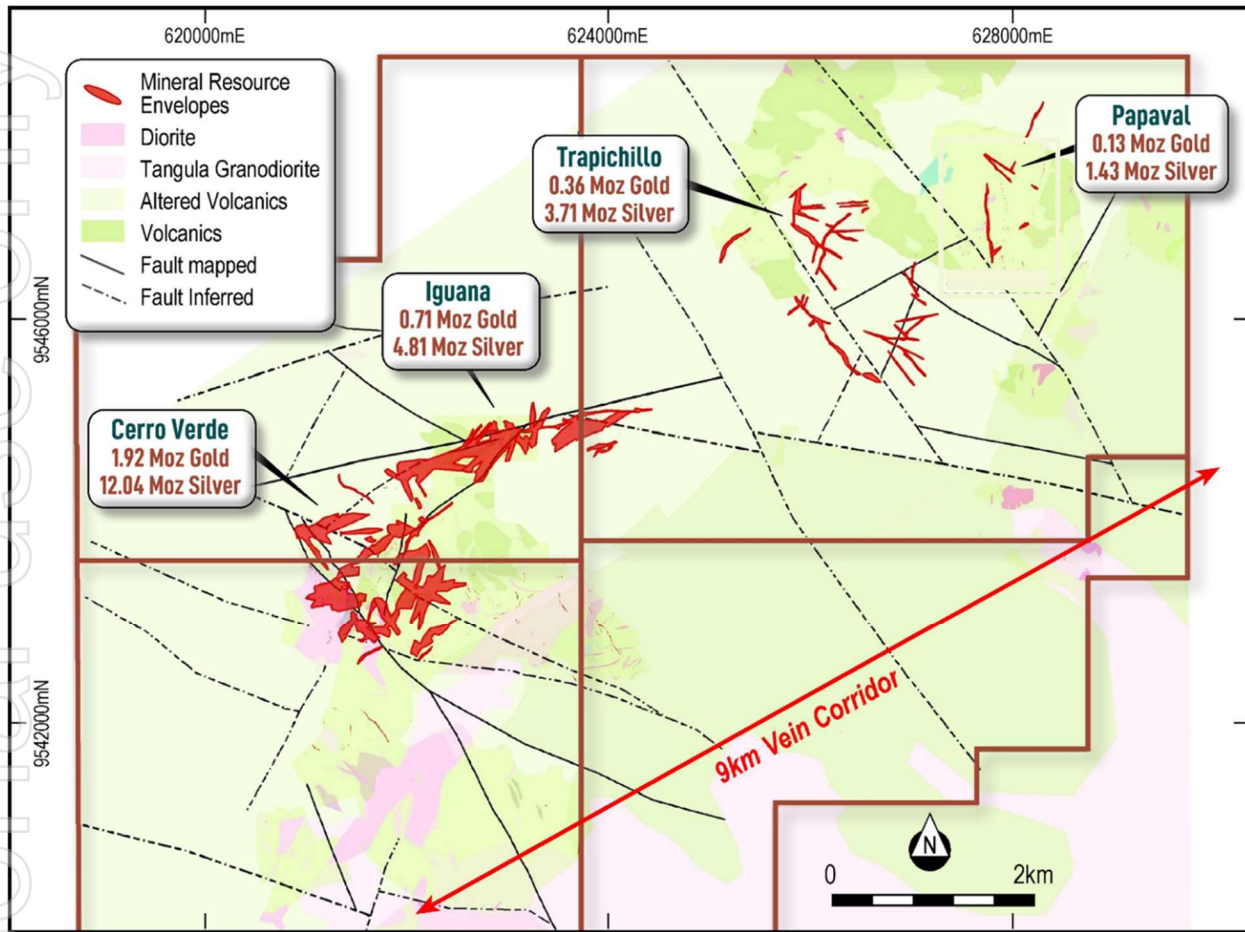 620000mE
624000mE
628000mE
Mineral Resource
Envelopes
Diorite
Tangula Granodiorite
Altered Volcanics
Volcanics
Fault mapped
Fault Inferred
Papaval
0.13 Moz Gold
1.43 Moz Silver
Trapichillo
0.36 Moz Gold
3.71 Moz Silver
Iguana
0.71 Moz Gold
4.81 Moz Silver
Cerro Verde
1.92 Moz Gold
12.04 Moz Silver
9546000mN
9542000mN
9km Vein Corridor
N
0
2km